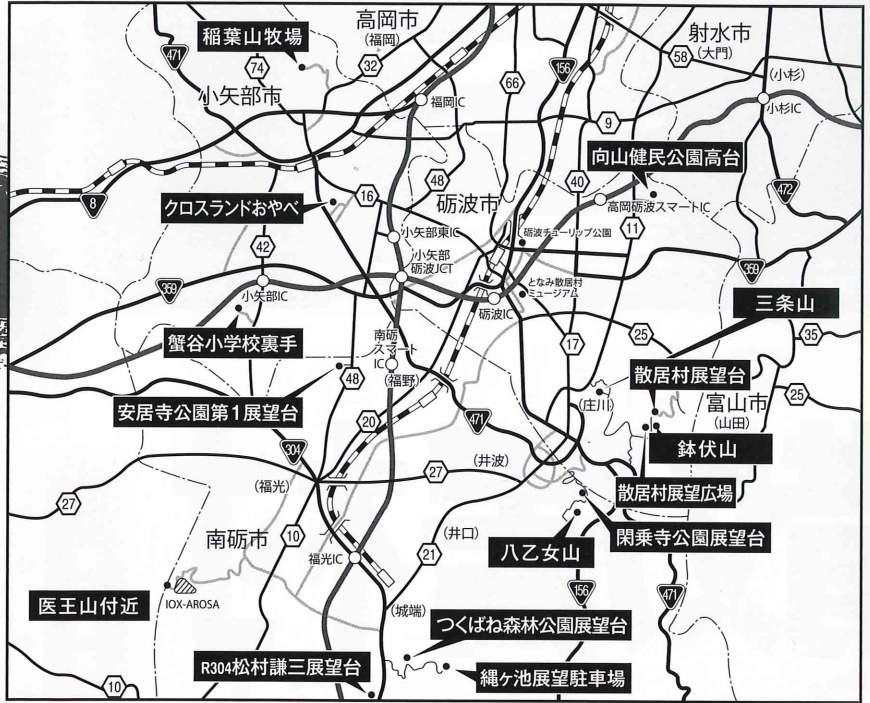 高岡市
(福岡)
射水市
(大門)
稲葉山牧場
471
74
32
66
156
58
(小杉)
小矢部市
福岡IC
小杉IC
9
向山健民公園高台
8
クロスランドおやべ
16
48
砺波市
40
高岡砺波スマートIC
472
11
小矢部東IC
砺波チューリップ公園
42
小矢部
砺波JCT
359
359
小矢部IC
となみ散居村
ミュージアム
砺波IC
三条山
蟹谷小学校裏手
南砺
スマート
IC
(福野)
17
25
35
散居村展望台
48
安居寺公園第1展望台
(庄川)
富山市
(山田)
25
20
471
鉢伏山
304
(井波)
27
(福光)
散居村展望広場
27
南砺市
10
(井口)
閑乗寺公園展望台
21
八乙女山
福光IC
医王山付近
IOX-AROSA
156
471
(城端)
つくばね森林公園展望台
R304松村謙三展望台
縄ヶ池展望駐車場
10